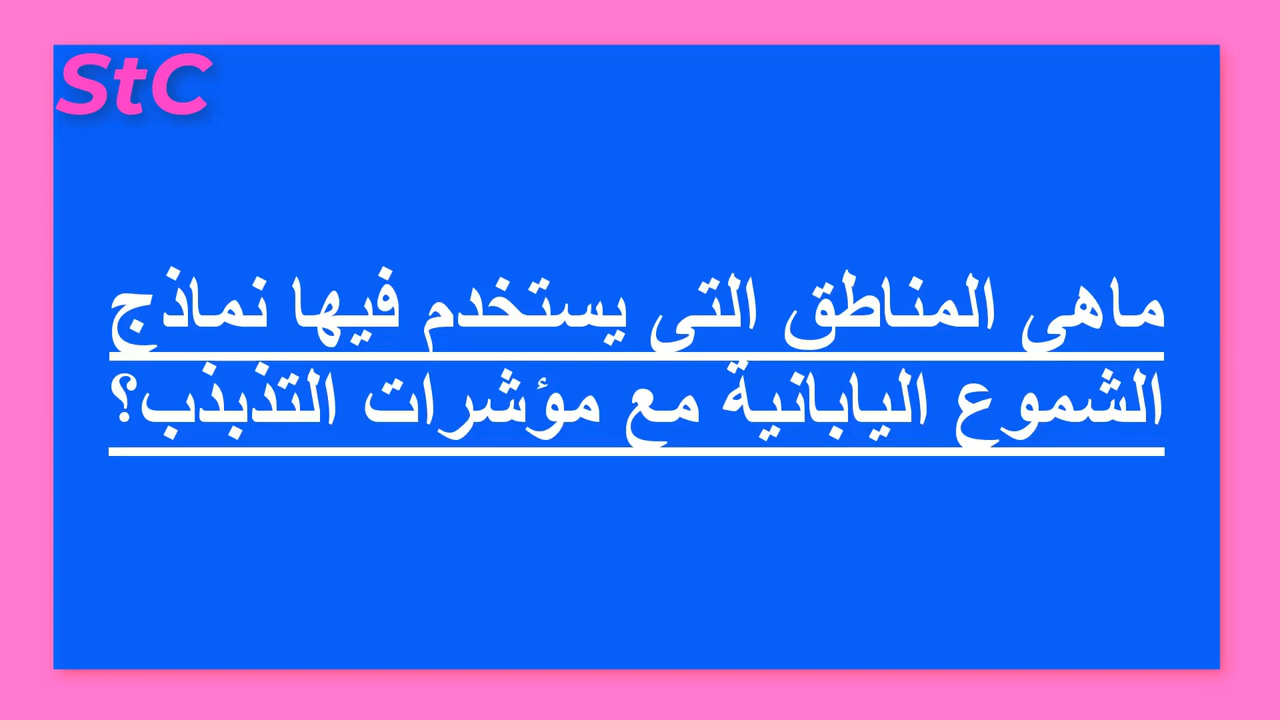 StC
ماهى المناطق التى يستخدم فيها نماذج
الشموع اليابانية مع مؤشرات التذبذب؟